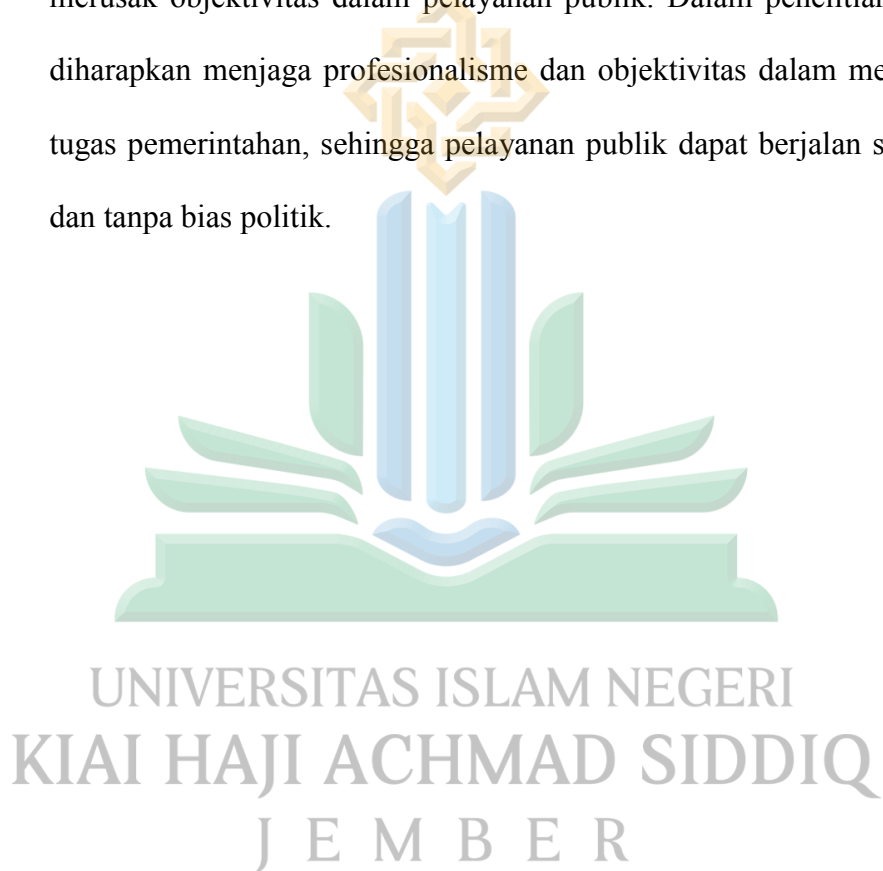 merusak objektivitas dalam pelayanan publik. Dalam penelitian
diharapkan menjaga profesionalisme dan objektivitas dalam me
tugas pemerintahan, sehingga pelayanan publik dapat berjalan s
dan tanpa bias politik.
UNIVERSITAS ISLAM NEGERI
KIAI HAJI ACHMAD SIDDIQ
JEMBER